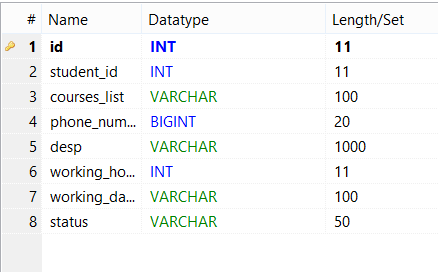 # Name Datatype Length/Set
1 id INT 11
2 student_id INT 11
3 courses_list VARCHAR 100
4 phone_num... BIGINT 20
5 desp VARCHAR 1000
6 working_ho... INT 11
7 working_da... VARCHAR 100
8 status VARCHAR 50